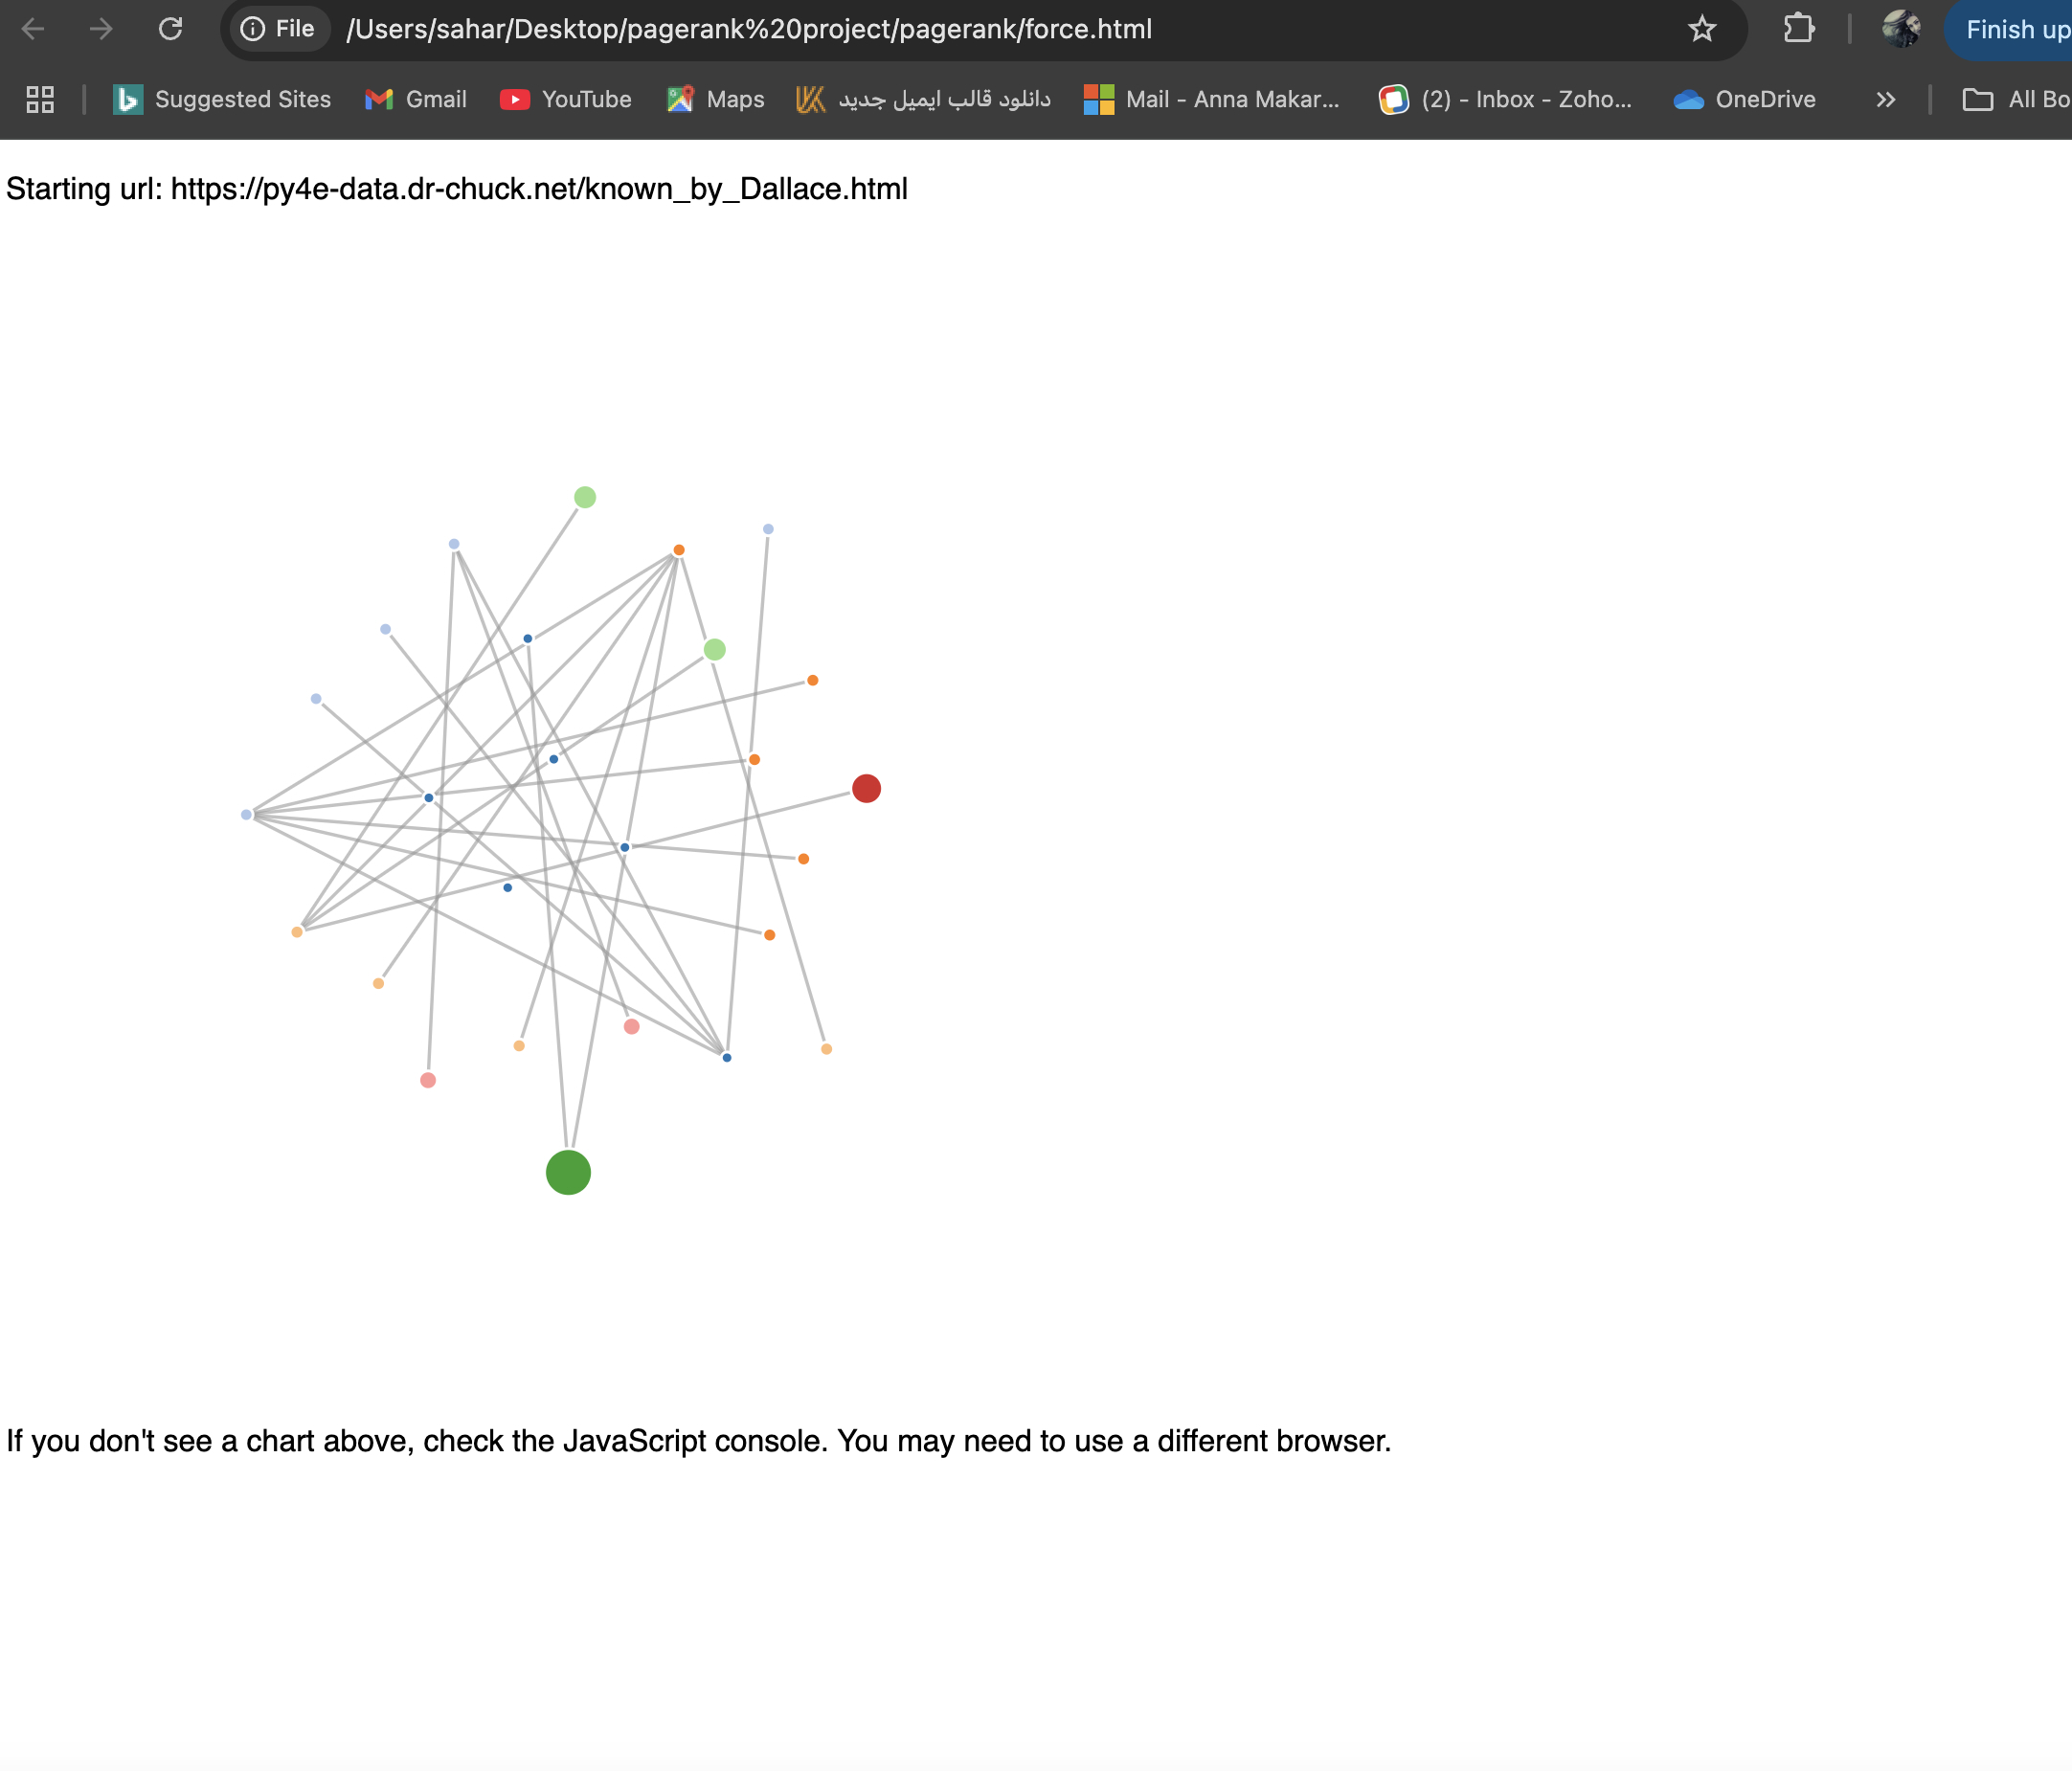 File /Users/sahar/Desktop/pagerank%20project/pagerank/force.html Finish up
Suggested Sites Gmail YouTube Maps دانلود قالب ایمیل جدید Mail - Anna Makar... (2) - Inbox - Zoho... OneDrive All Bo
Starting url: https://py4e-data.dr-chuck.net/known_by_Dallace.html
If you don't see a chart above, check the JavaScript console. You may need to use a different browser.